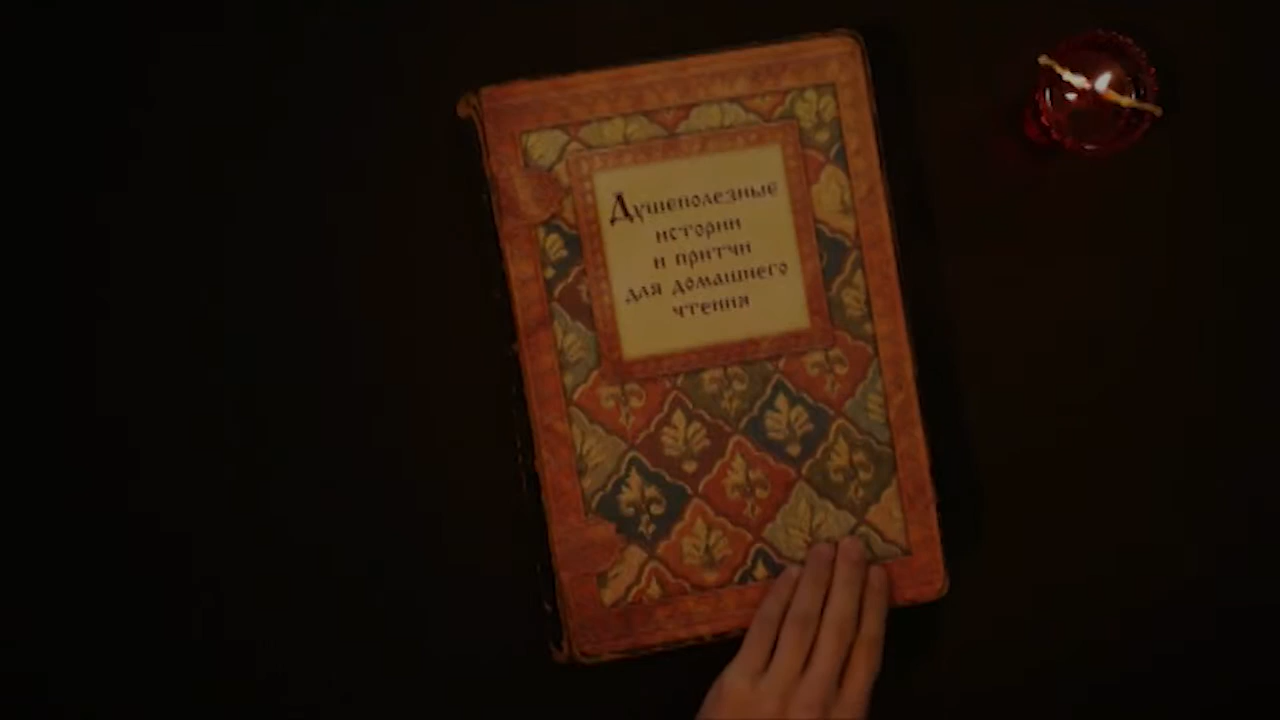 Душеполезные
истории
и притчи
для домашнего
чтения